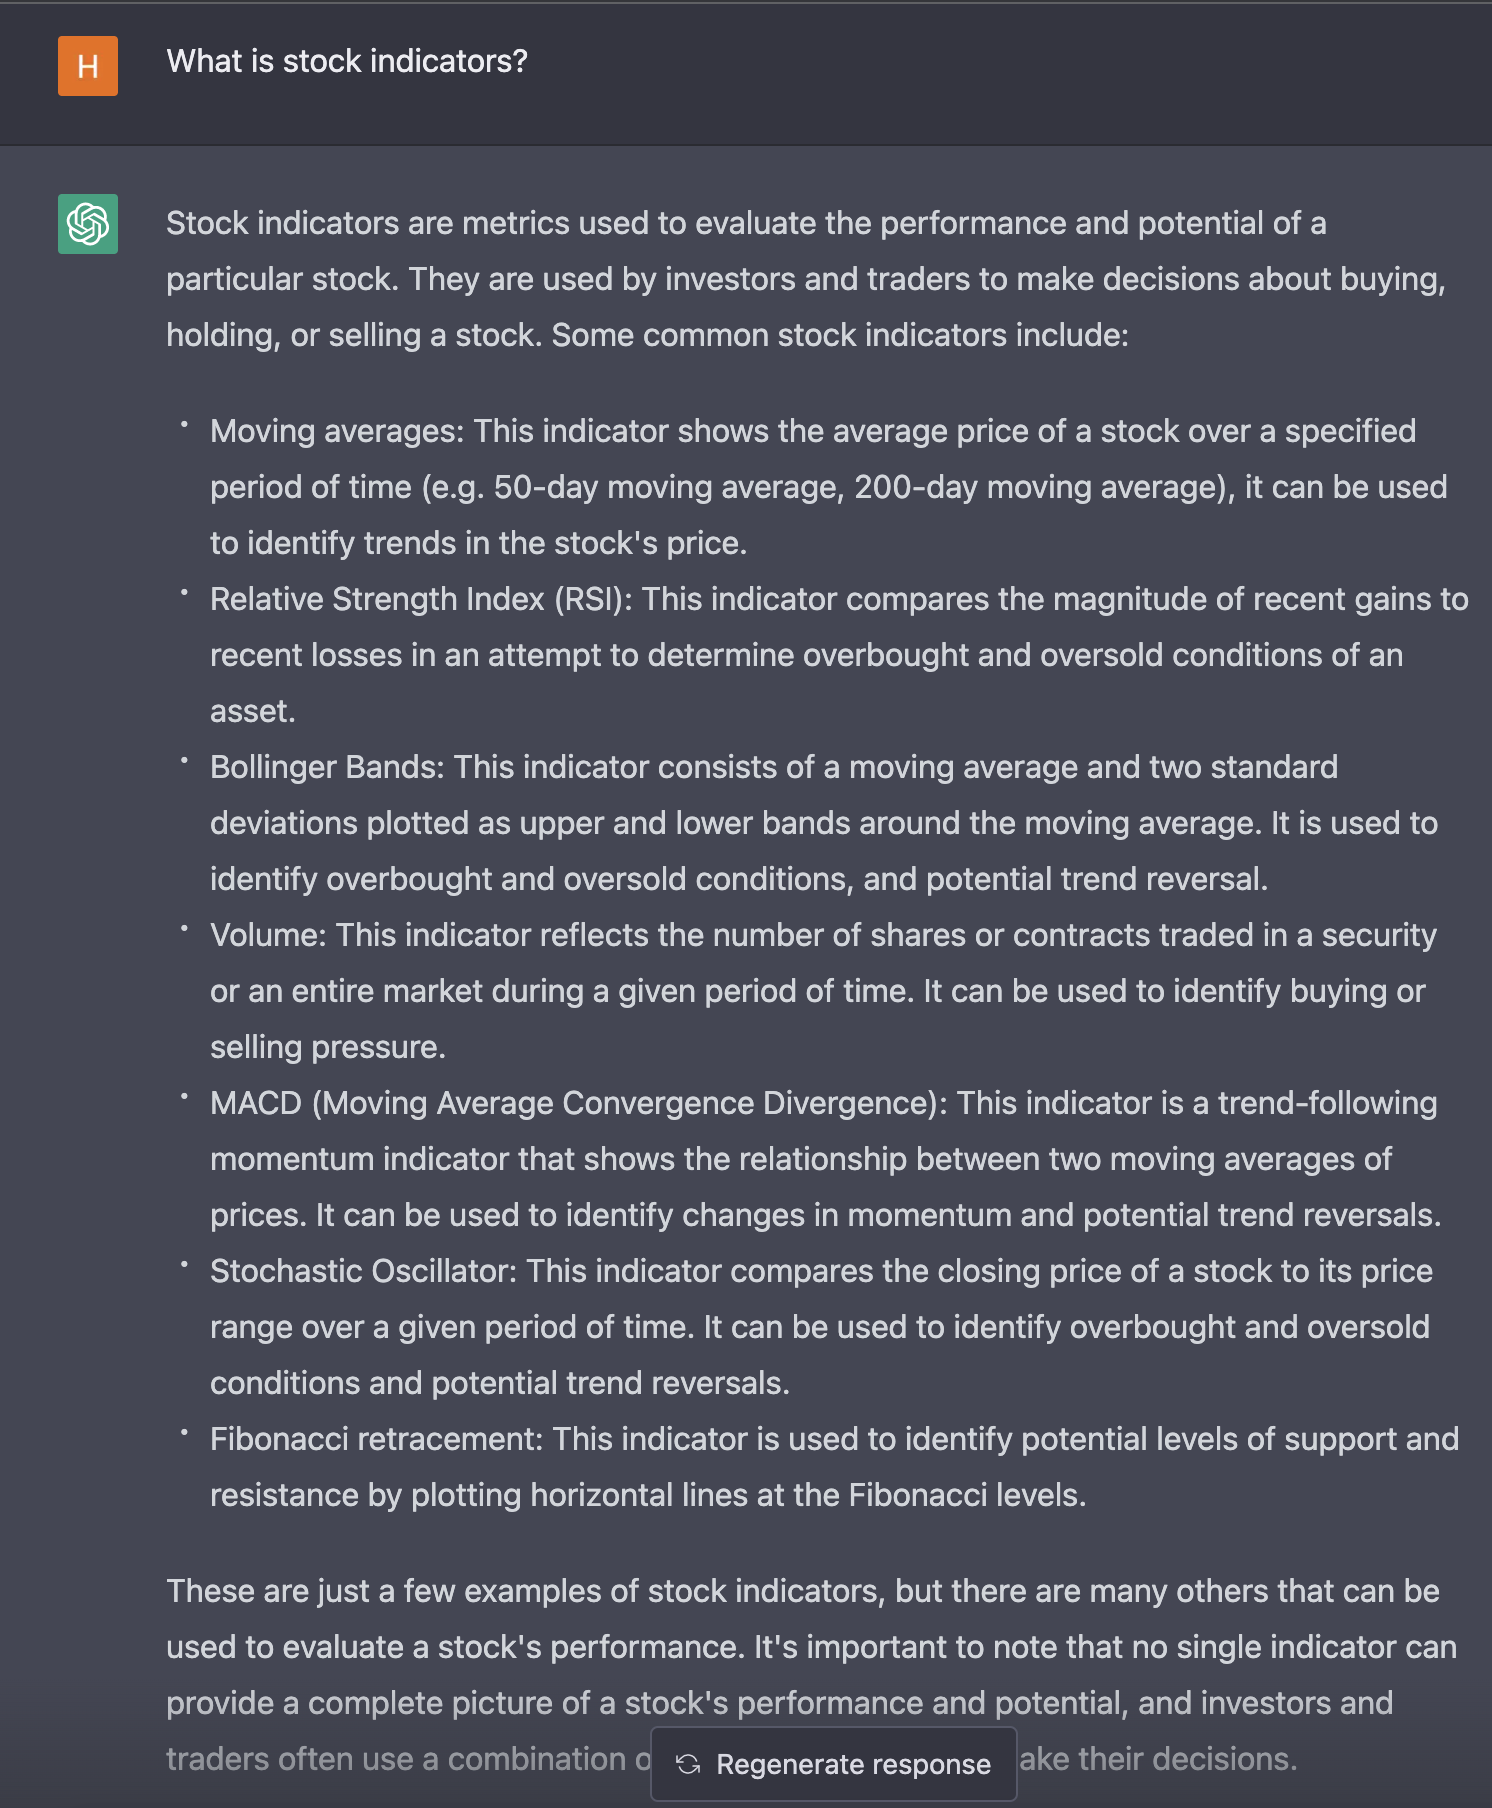 H
What is stock indicators?
Stock indicators are metrics used to evaluate the performance and potential of a
particular stock. They are used by investors and traders to make decisions about buying,
holding, or selling a stock. Some common stock indicators include:
• Moving averages: This indicator shows the average price of a stock over a specified
period of time (e.g. 50-day moving average, 200-day moving average), it can be used
to identify trends in the stock's price.
• Relative Strength Index (RSI): This indicator compares the magnitude of recent gains to
recent losses in an attempt to determine overbought and oversold conditions of an
asset.
• Bollinger Bands: This indicator consists of a moving average and two standard
deviations plotted as upper and lower bands around the moving average. It is used to
identify overbought and oversold conditions, and potential trend reversal.
• Volume: This indicator reflects the number of shares or contracts traded in a security
or an entire market during a given period of time. It can be used to identify buying or
selling pressure.
• MACD (Moving Average Convergence Divergence): This indicator is a trend-following
momentum indicator that shows the relationship between two moving averages of
prices. It can be used to identify changes in momentum and potential trend reversals.
• Stochastic Oscillator: This indicator compares the closing price of a stock to its price
range over a given period of time. It can be used to identify overbought and oversold
conditions and potential trend reversals.
• Fibonacci retracement: This indicator is used to identify potential levels of support and
resistance by plotting horizontal lines at the Fibonacci levels.
These are just a few examples of stock indicators, but there are many others that can be
used to evaluate a stock's performance. It's important to note that no single indicator can
provide a complete picture of a stock's performance and potential, and investors and
traders often use a combination their decisions.
Regenerate response